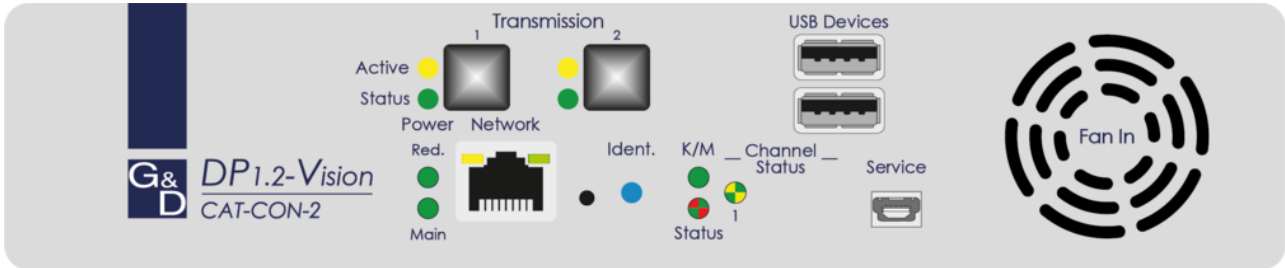 Transmission
1
2
USB Devices
Active
Status
Power
Network
Red.
Ident.
K/M
Channel
Status
Service
Fan In
G&D
DP1.2-Vision
CAT-CON-2
Main
Status
1